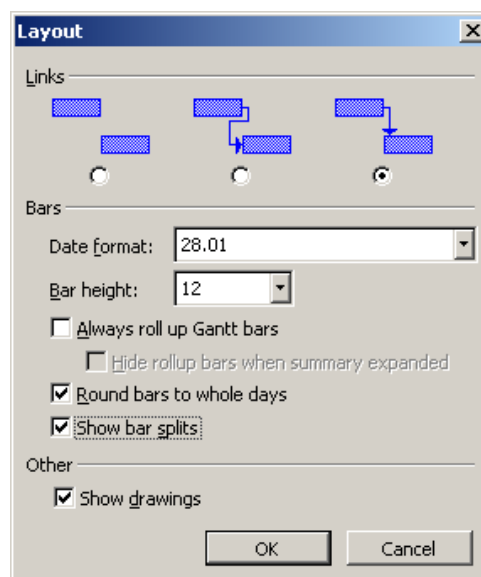 Layout
Links
Bars
Date format: 28.01
Bar height: 12
Always roll up Gantt bars
Hide rollup bars when summary expanded
Round bars to whole days
Show bar splits
Other
Show drawings
OK Cancel